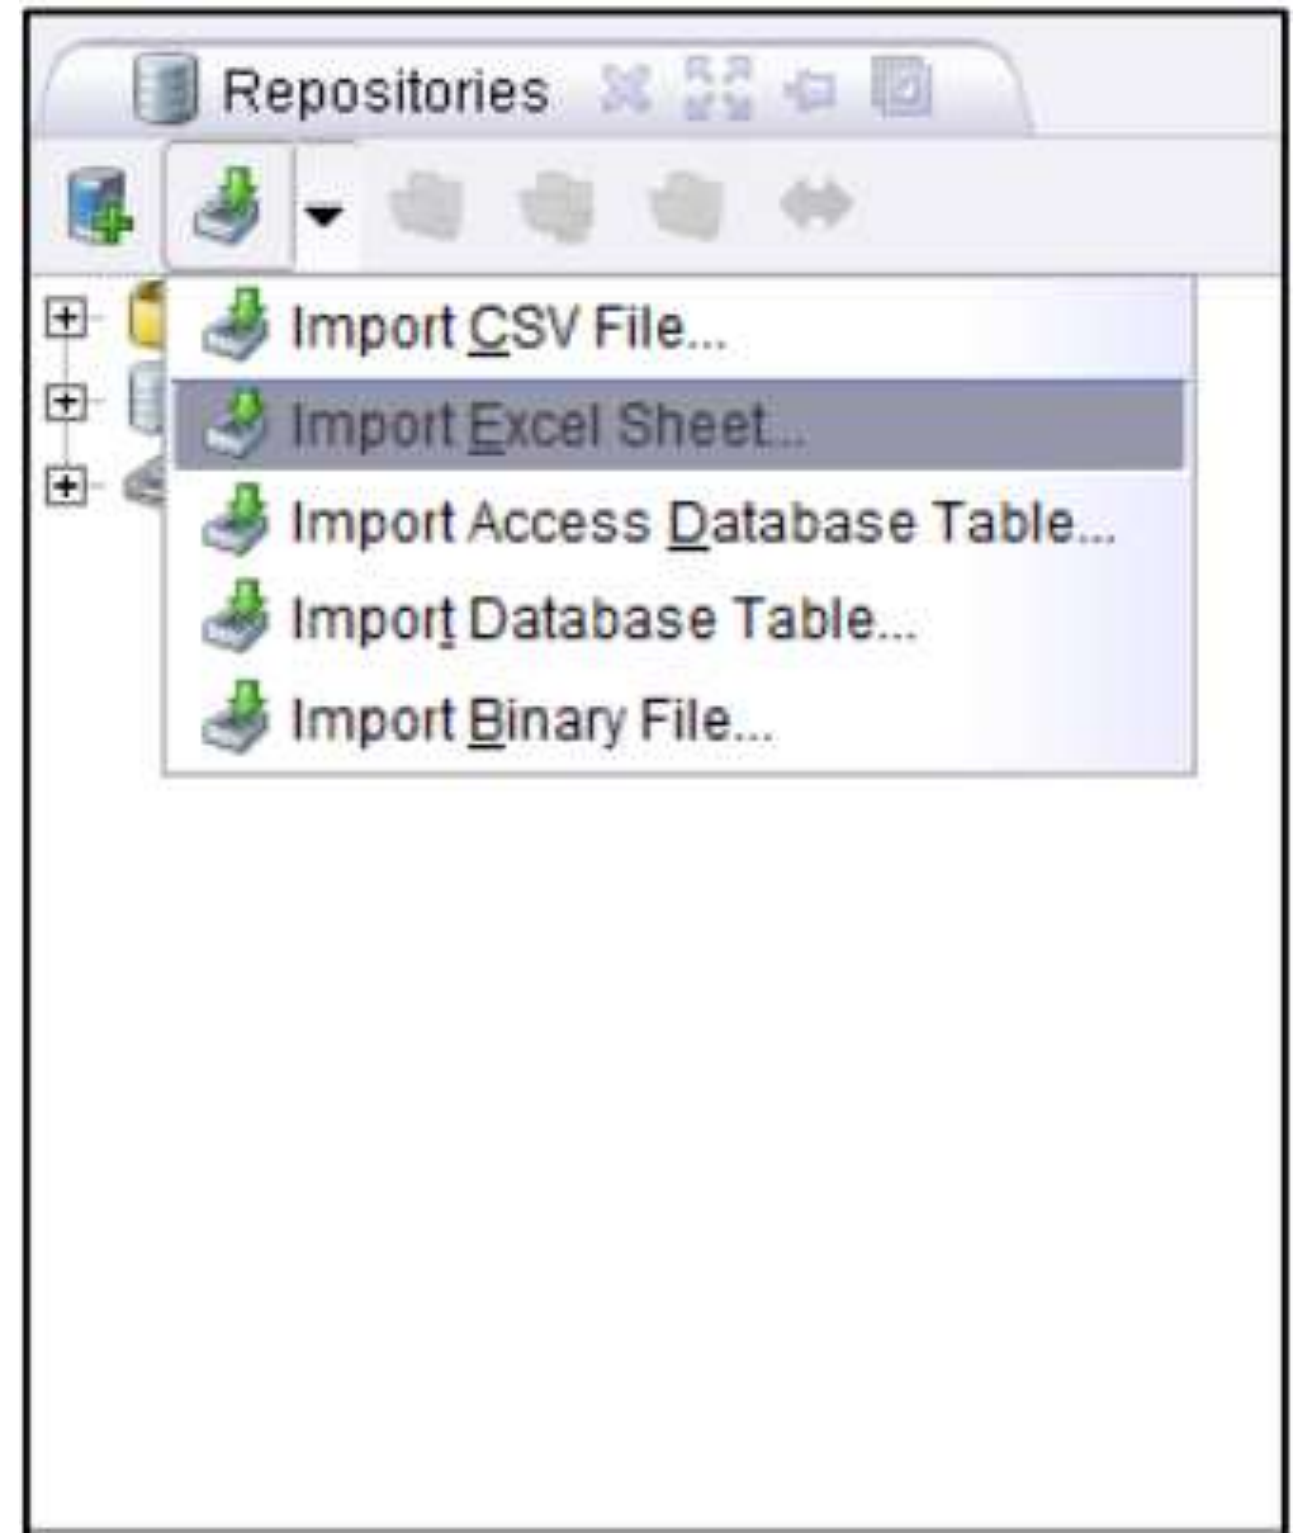 Repositories
Import CSV File...
Import Excel Sheet...
Import Access Database Table...
Import Database Table...
Import Binary File...